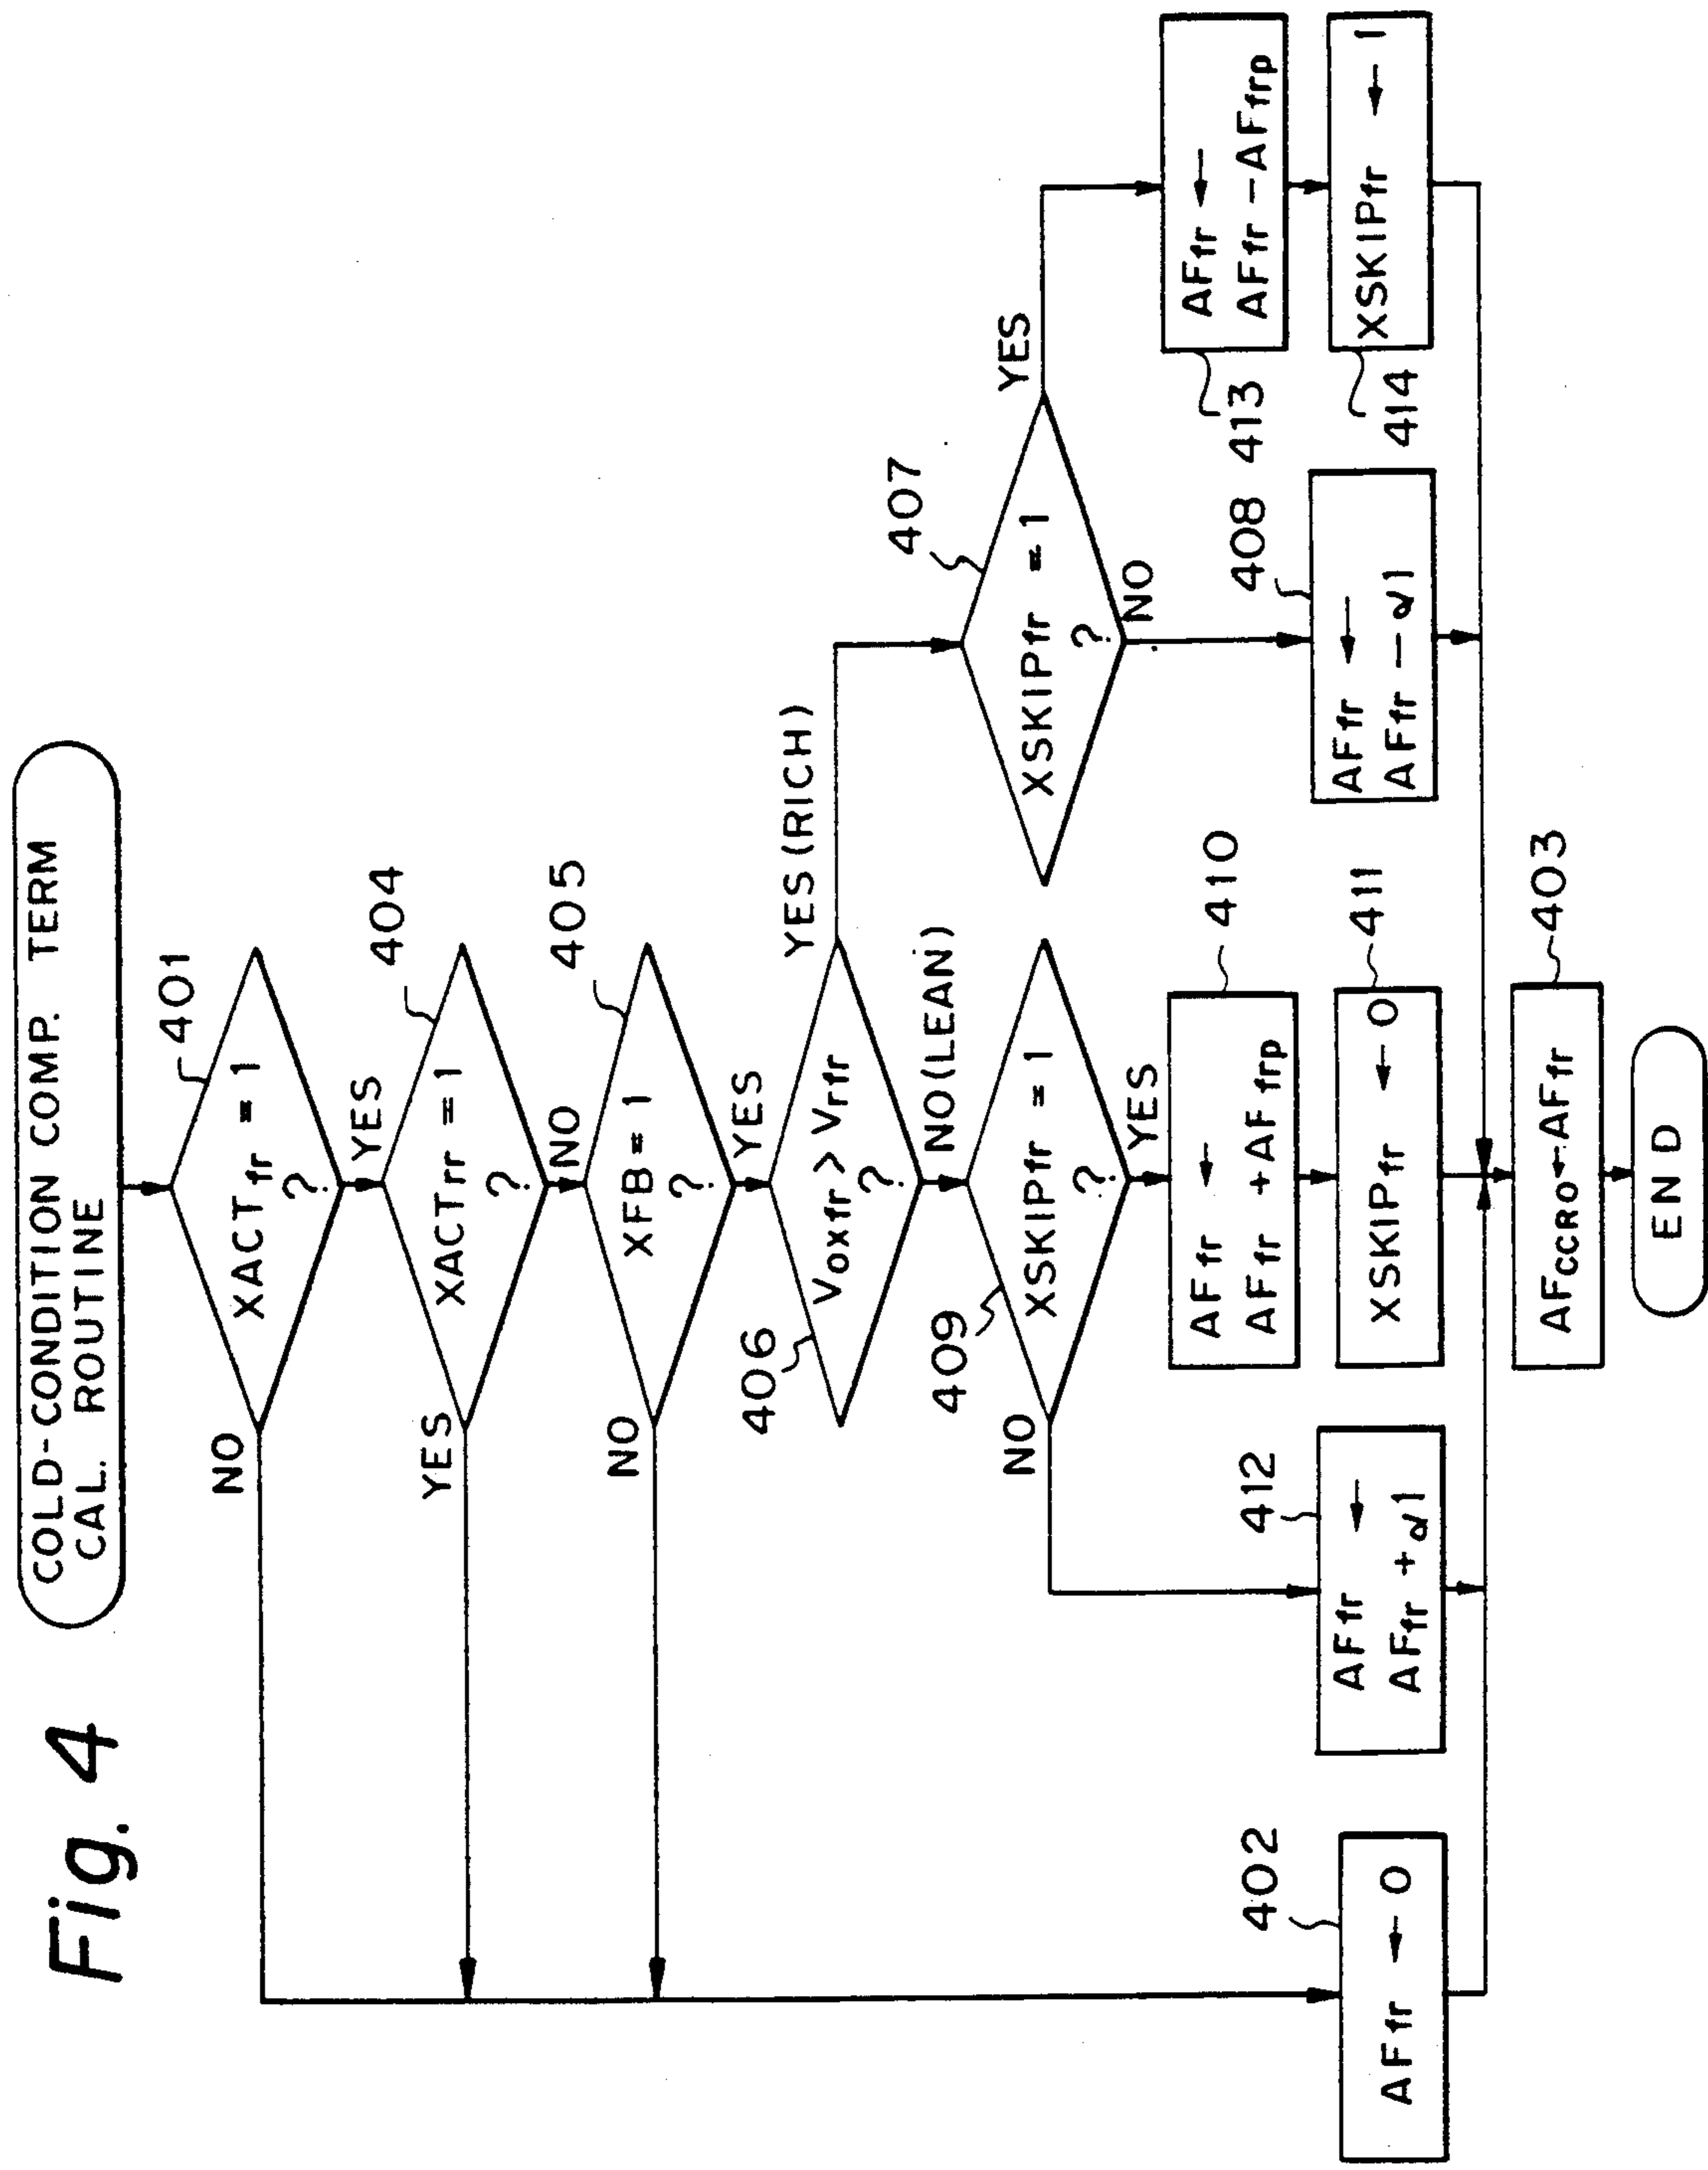 Fig. 4
COLD-CONDITION COMP. TERM
CAL. ROUTINE
401
XACTfr = 1
?
NO
YES
404
XACTrr = 1
?
YES
NO
405
XFB = 1
?
NO
YES
406
Voxfr > Vrfr
?
YES (RICH)
NO (LEAN)
409
XSKIPfr = 1
?
NO
YES
407
XSKIPfr = 1
?
YES
NO
402
AFfr ← 0
412
AFfr ←
AFfr + α1
410
AFfr ←
AFfr + AFfrp
411
XSKIPfr ← 0
408
AFfr ←
AFfr − α1
413
AFfr ←
AFfr − AFfrp
414
XSKIPfr ← 1
403
AFCCRO ← AFfr
END